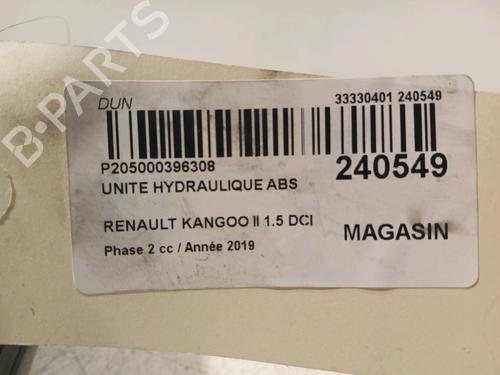 DUN
33330401 240549
P205000396308
240549
UNITE HYDRAULIQUE ABS
RENAULT KANGOO II 1.5 DCI
MAGASIN
Phase 2 cc / Année 2019
B-PARTS